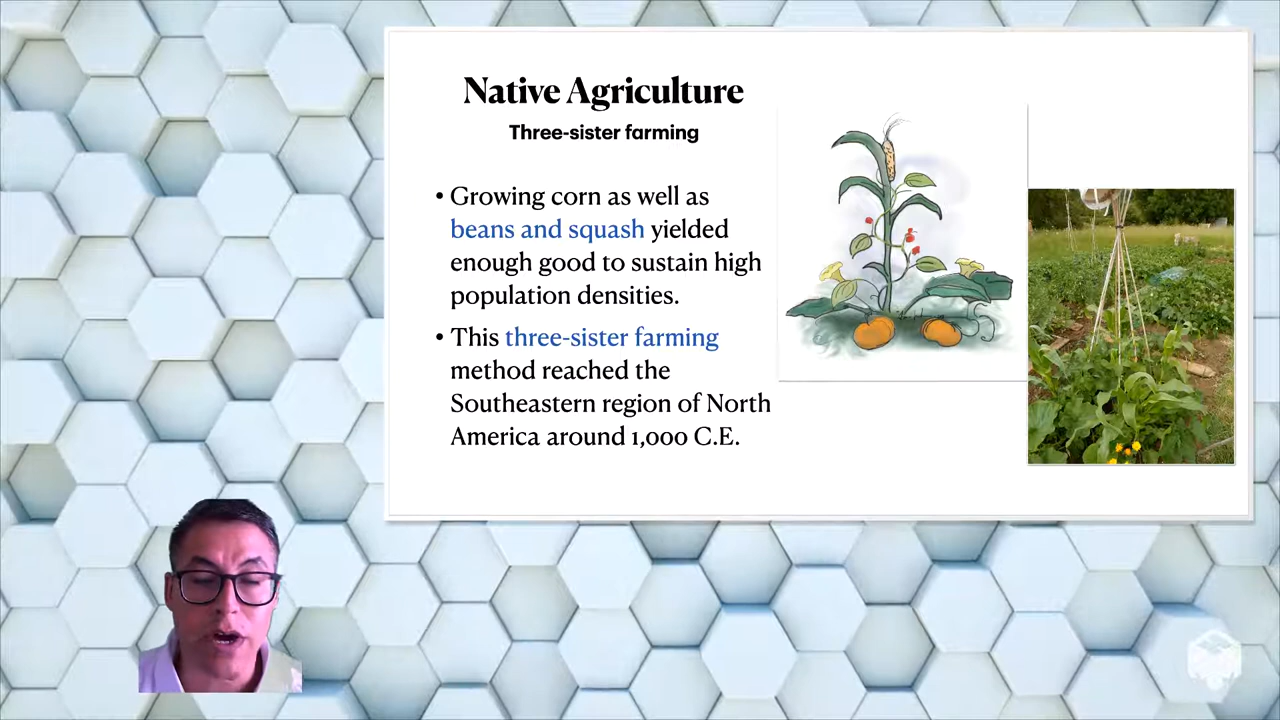 Native Agriculture
Three-sister farming
• Growing corn as well as
beans and squash yielded
enough good to sustain high
population densities.
• This three-sister farming
method reached the
Southeastern region of North
America around 1,000 C.E.